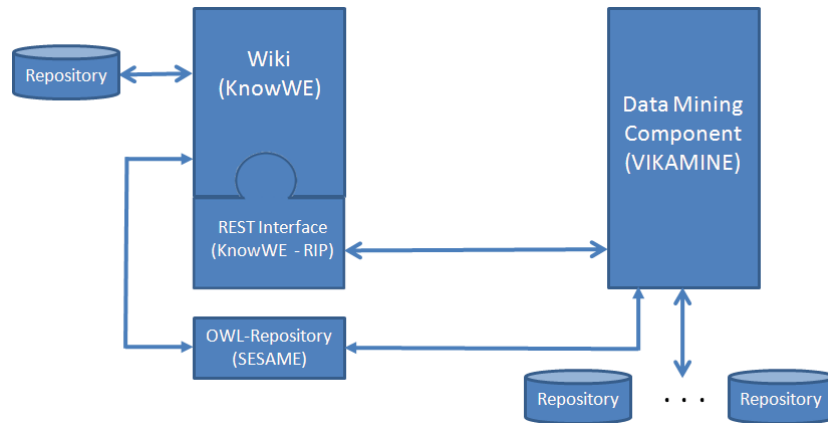 Repository
Wiki
(KnowWE)
Data Mining
Component
(VIKAMINE)
REST Interface
(KnowWE - RIP)
OWL-Repository
(SESAME)
Repository
. . .
Repository